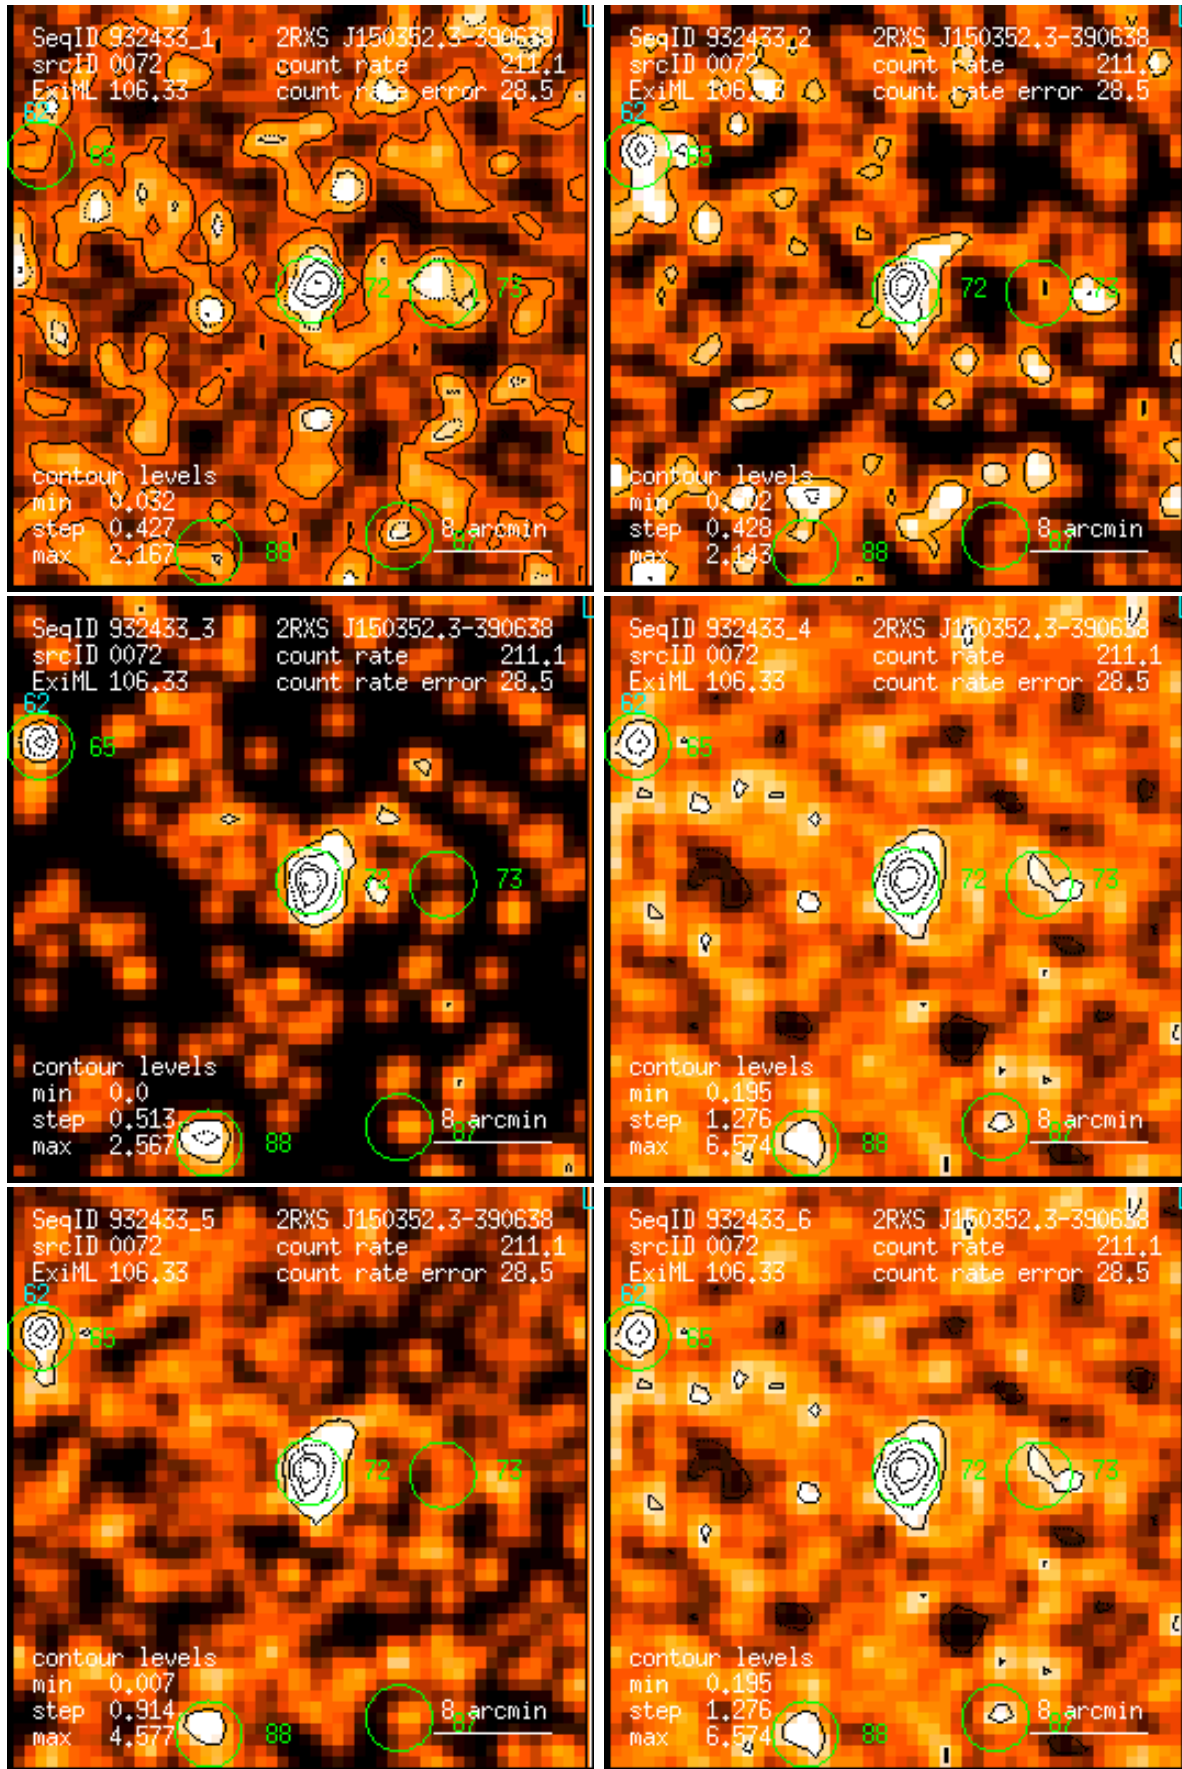 SeqID 932433_1 2RXS J150352.3-390638
srcID 0072 count rate 211.1
ExiML 106.33 count rate error 28.5
62
65
72 73
contour levels
min 0.032
step 0.427 8 arcmin
max 2.167 88 87
SeqID 932433_2 2RXS J150352.3-390638
srcID 0072 count rate 211.1
ExiML 106.33 count rate error 28.5
62
65
72 73
contour levels
min 0.002
step 0.428 8 arcmin
max 2.143 88 87
SeqID 932433_3 2RXS J150352.3-390638
srcID 0072 count rate 211.1
ExiML 106.33 count rate error 28.5
62
65
72 73
contour levels
min 0.0
step 0.513 8 arcmin
max 2.567 88 87
SeqID 932433_4 2RXS J150352.3-390638
srcID 0072 count rate 211.1
ExiML 106.33 count rate error 28.5
62
65
72 73
contour levels
min 0.195
step 1.276 8 arcmin
max 6.574 88 87
SeqID 932433_5 2RXS J150352.3-390638
srcID 0072 count rate 211.1
ExiML 106.33 count rate error 28.5
62
65
72 73
contour levels
min 0.007
step 0.914 8 arcmin
max 4.577 88 87
SeqID 932433_6 2RXS J150352.3-390638
srcID 0072 count rate 211.1
ExiML 106.33 count rate error 28.5
62
65
72 73
contour levels
min 0.195
step 1.276 8 arcmin
max 6.574 88 87